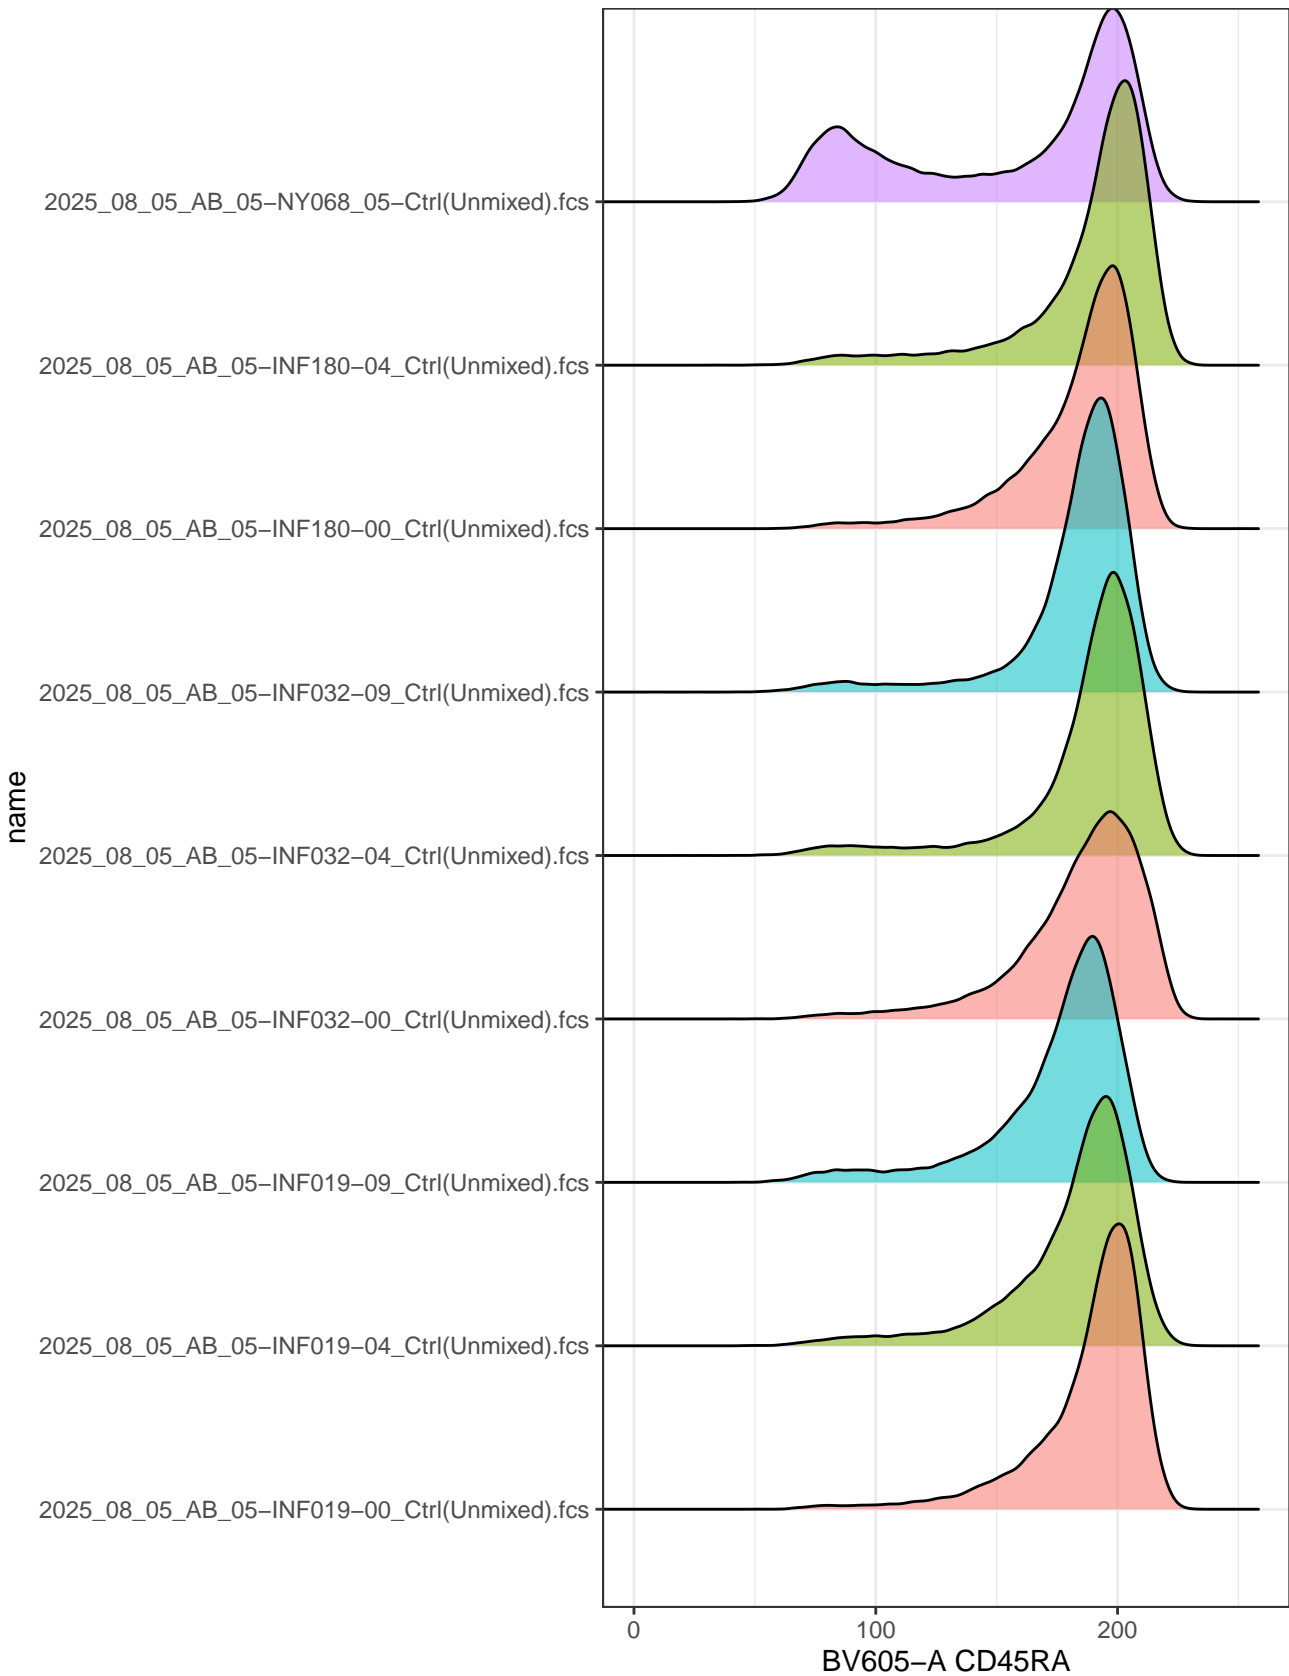 2025_08_05_AB_05−NY068_05−Ctrl(Unmixed).fcs
2025_08_05_AB_05−INF180−04_Ctrl(Unmixed).fcs
2025_08_05_AB_05−INF180−00_Ctrl(Unmixed).fcs
2025_08_05_AB_05−INF032−09_Ctrl(Unmixed).fcs
name
2025_08_05_AB_05−INF032−04_Ctrl(Unmixed).fcs
2025_08_05_AB_05−INF032−00_Ctrl(Unmixed).fcs
2025_08_05_AB_05−INF019−09_Ctrl(Unmixed).fcs
2025_08_05_AB_05−INF019−04_Ctrl(Unmixed).fcs
2025_08_05_AB_05−INF019−00_Ctrl(Unmixed).fcs
0 100 200
BV605−A CD45RA